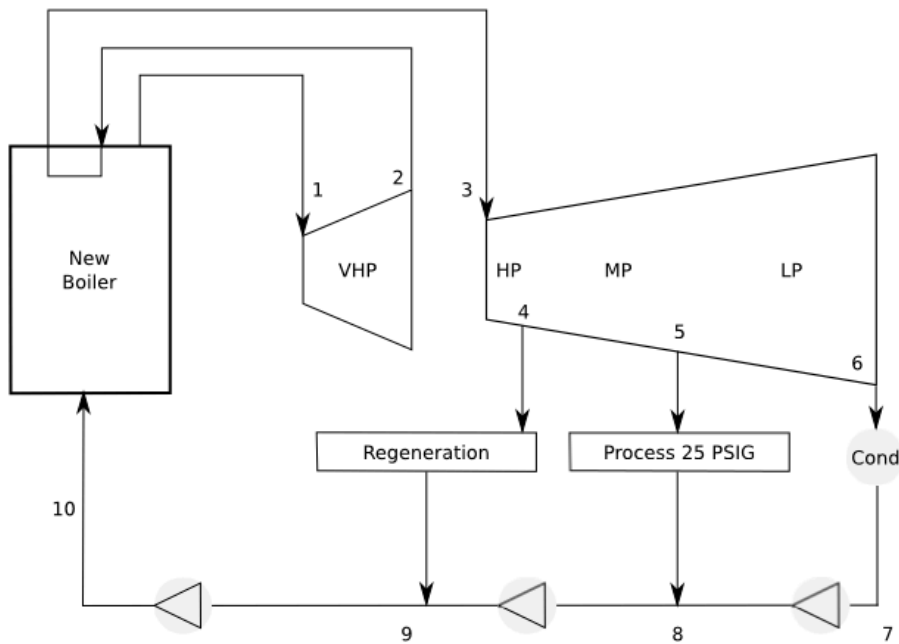 1
2
3
New
Boiler
VHP
HP
MP
LP
4
5
6
Regeneration
Process 25 PSIG
Cond
10
9
8
7